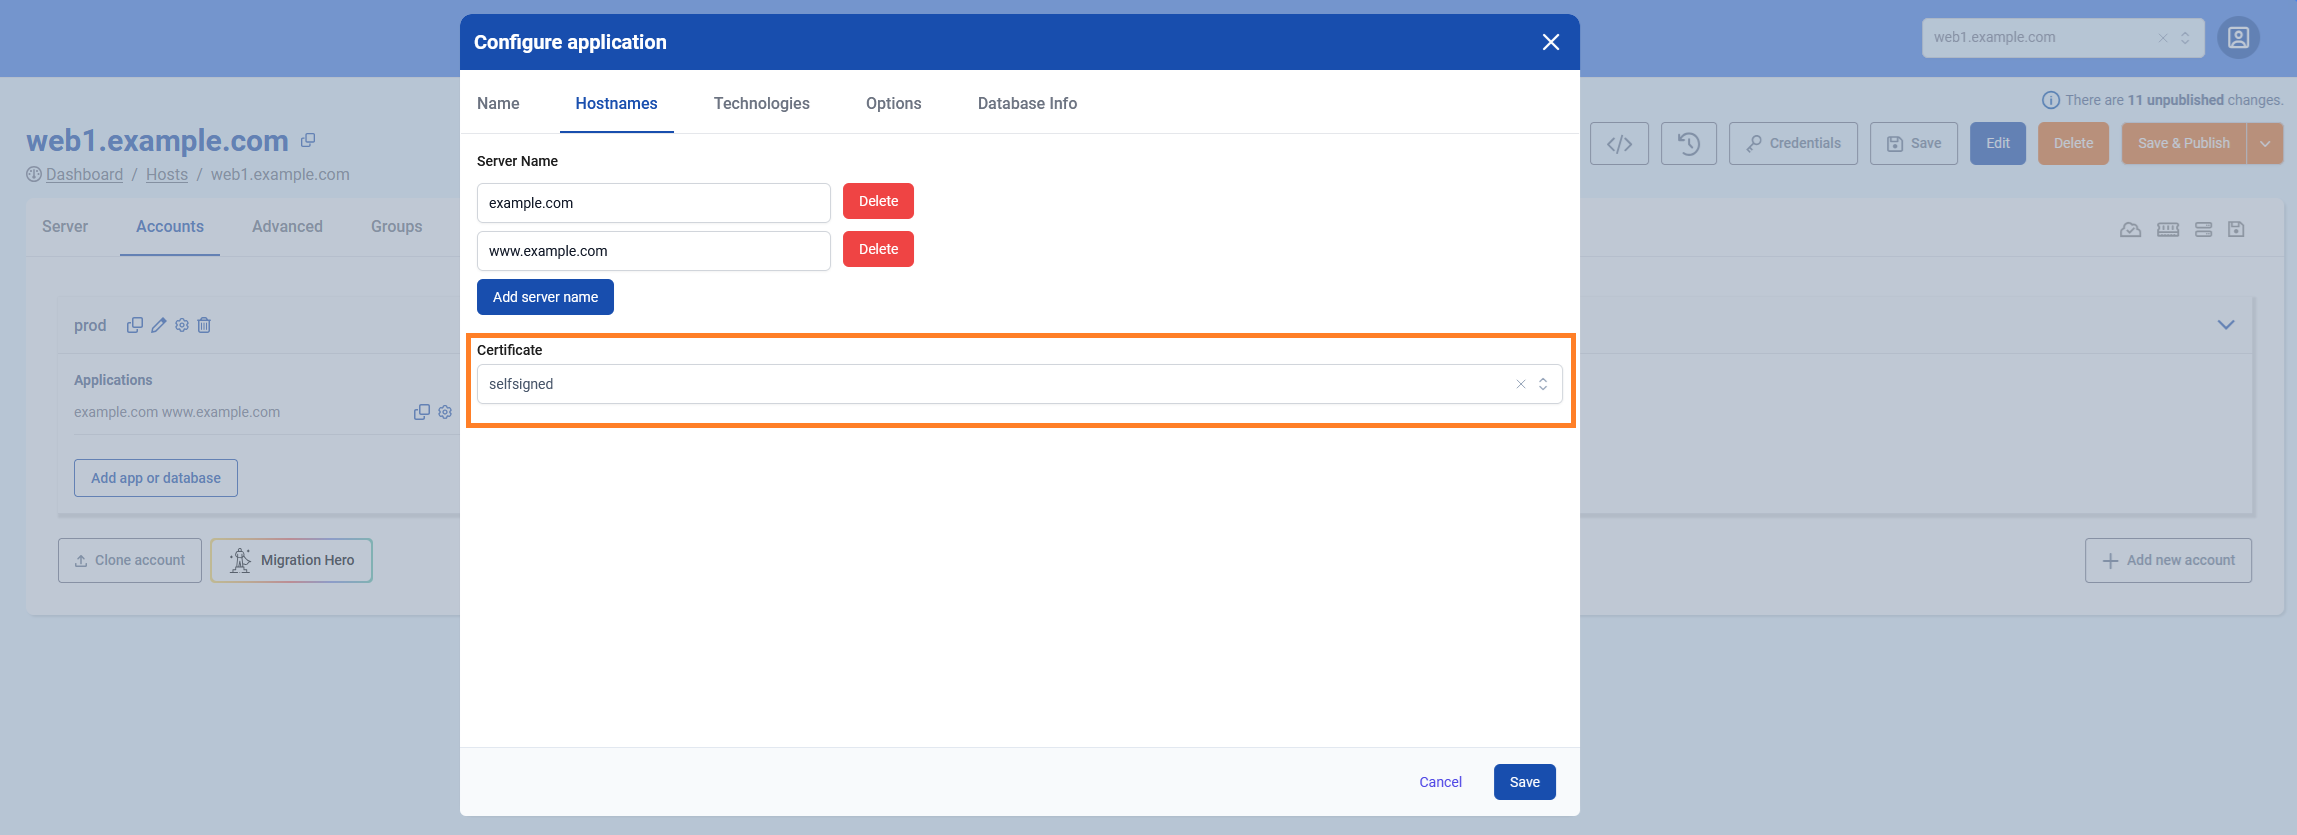 Configure application
web1.example.com
Name
Hostnames
Technologies
Options
Database Info
There are 11 unpublished changes.
web1.example.com
Dashboard / Hosts / web1.example.com
Credentials
Save
Edit
Delete
Save & Publish
Server
Accounts
Advanced
Groups
Server Name
example.com
Delete
www.example.com
Delete
Add server name
prod
Applications
example.com www.example.com
Add app or database
Certificate
selfsigned
Clone account
Migration Hero
Add new account
Cancel
Save